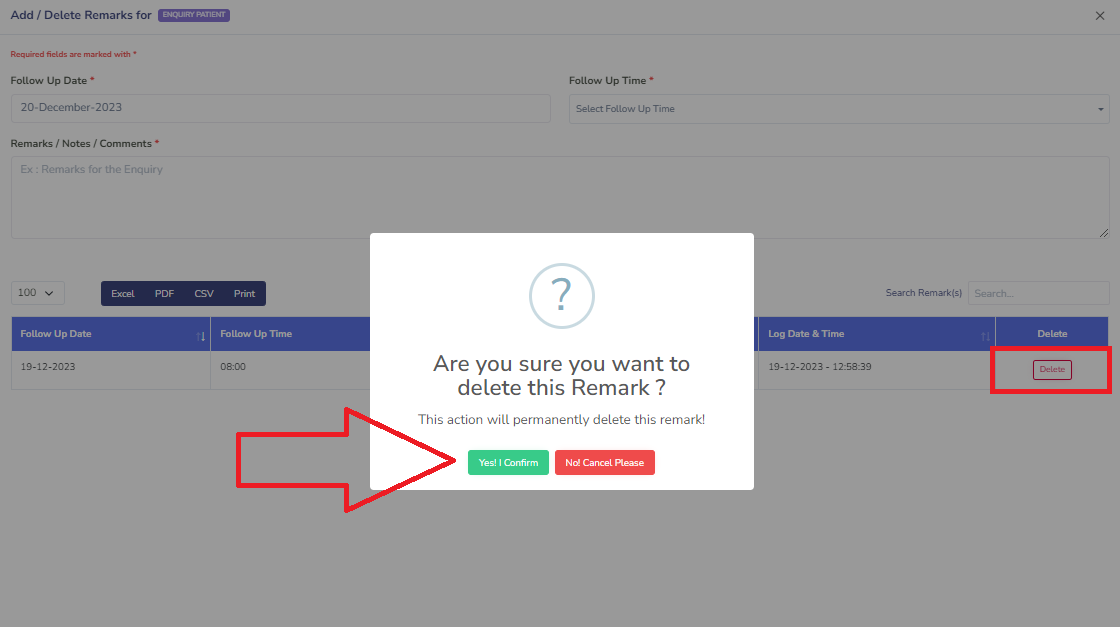 Add / Delete Remarks for ENQUIRY PATIENT
Required fields are marked with *
Follow Up Date *
Follow Up Time *
20-December-2023
Select Follow Up Time
Remarks / Notes / Comments *
Ex : Remarks for the Enquiry
100
Excel PDF CSV Print
Search Remark(s) Search...
Follow Up Date Follow Up Time Log Date & Time Delete
19-12-2023 08:00 19-12-2023 - 12:58:39 Delete
?
Are you sure you want to
delete this Remark ?
This action will permanently delete this remark!
Yes! I Confirm No! Cancel Please